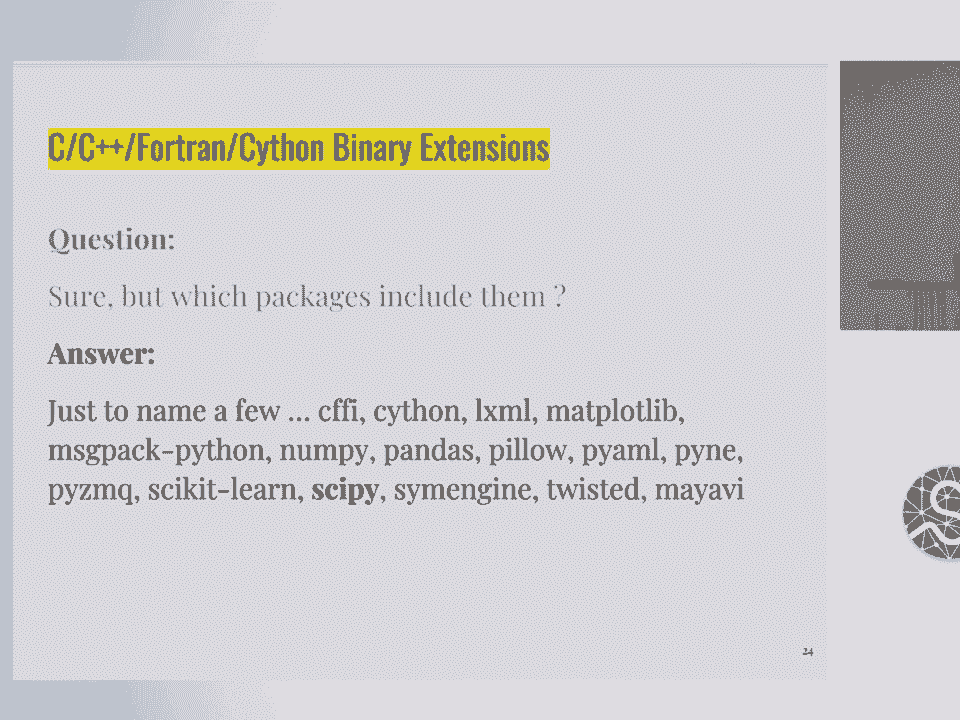 C/C++/Fortran/Cython Binary Extensions
Question:
Sure, but which packages include them ?
Answer:
Just to name a few ... cffi, cython, lxml, matplotlib,
msgpack-python, numpy, pandas, pillow, pyaml, pyne,
pyzmq, scikit-learn, scipy, symengine, twisted, mayavi
24